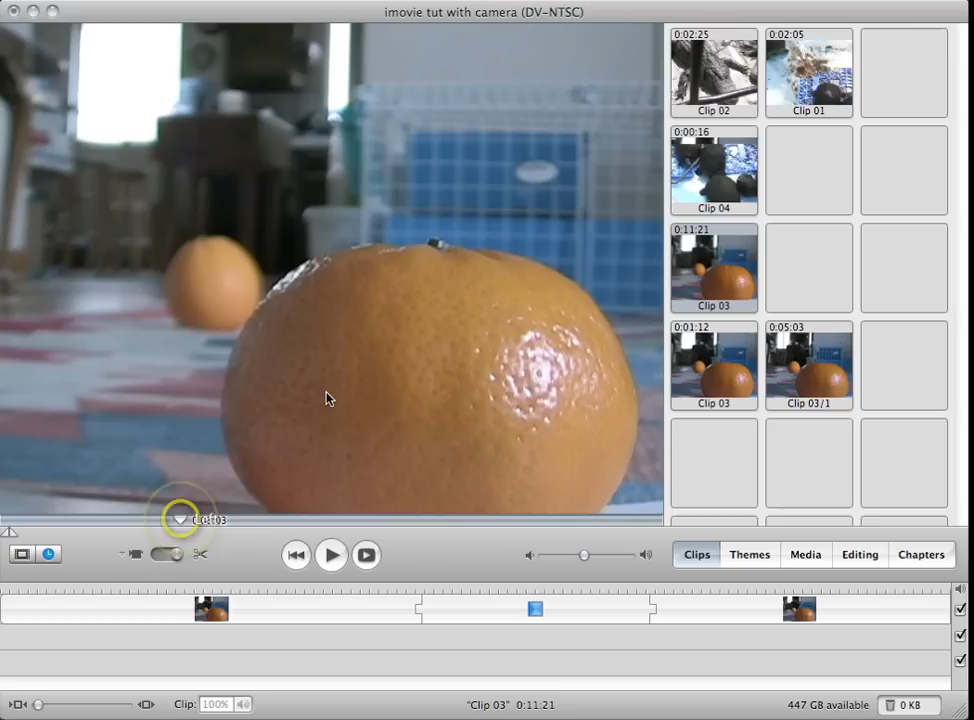 imovie tut with camera (DV-NTSC)
0:02:25
0:02:05
Clip 02
Clip 01
0:00:16
Clip 04
0:11:21
Clip 03
0:01:12
0:05:03
Clip 03
Clip 03/1
Clips
Themes
Media
Editing
Chapters
Clip:
100%
"Clip 03" 0:11:21
447 GB available
0 KB